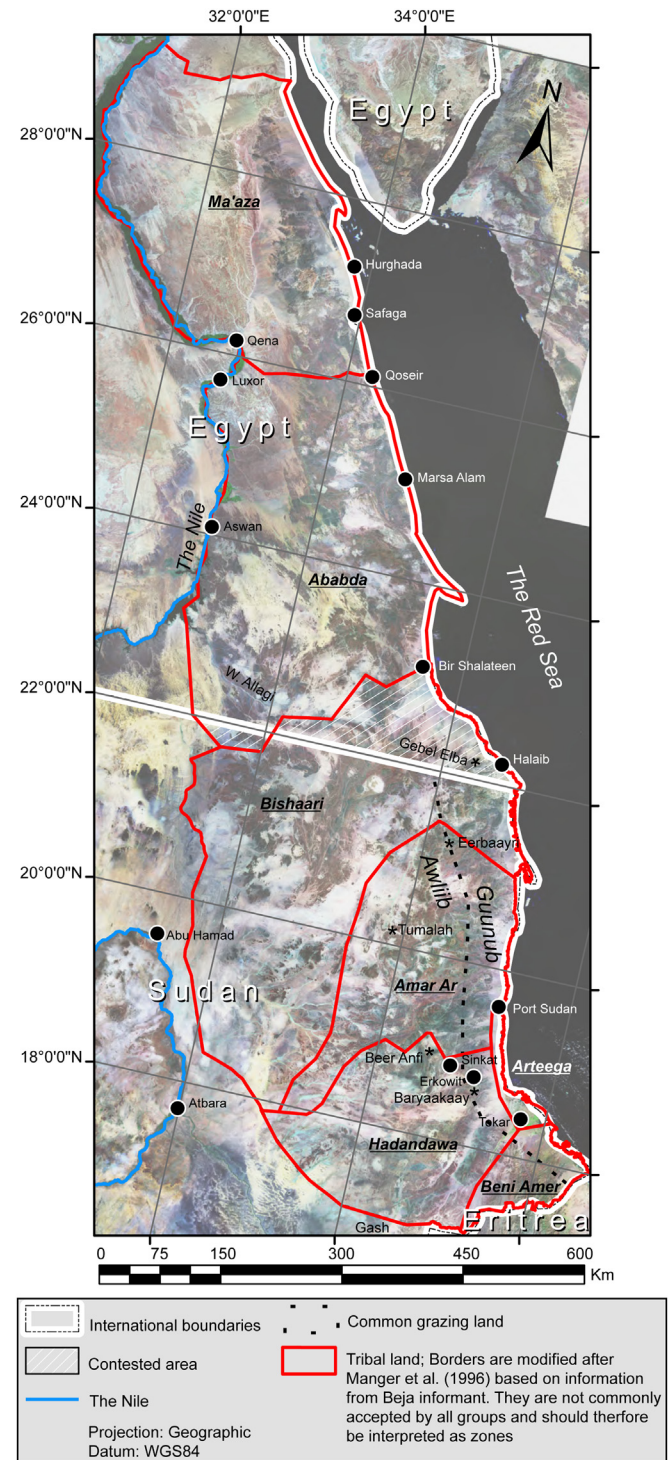 32°0'0"E
34°0'0"E
Egypt
N
28°0'0"N
Ma'aza
Hurghada
Safaga
26°0'0"N
Qena
Qoseir
Luxor
Egypt
Marsa Alam
24°0'0"N
The Nile
Aswan
Ababda
The Red Sea
Bir Shalateen
22°0'0"N
W. Allagi
Gebel Elba
Halaib
Bishaari
Eerbaayn
Awliib
Guunub
20°0'0"N
Tumalah
Abu Hamad
Sudan
Amar Ar
Port Sudan
18°0'0"N
Beer Anfi
Sinkat
Arteega
Erkowit
Baryaakaay
Atbara
Tokar
Hadandawa
Beni Amer
Eritrea
Gash
0 75 150 300 450 600
Km
International boundaries
Contested area
The Nile
Projection: Geographic
Datum: WGS84
Common grazing land
Tribal land; Borders are modified after
Manger et al. (1996) based on information
from Beja informant. They are not commonly
accepted by all groups and should therfore
be interpreted as zones